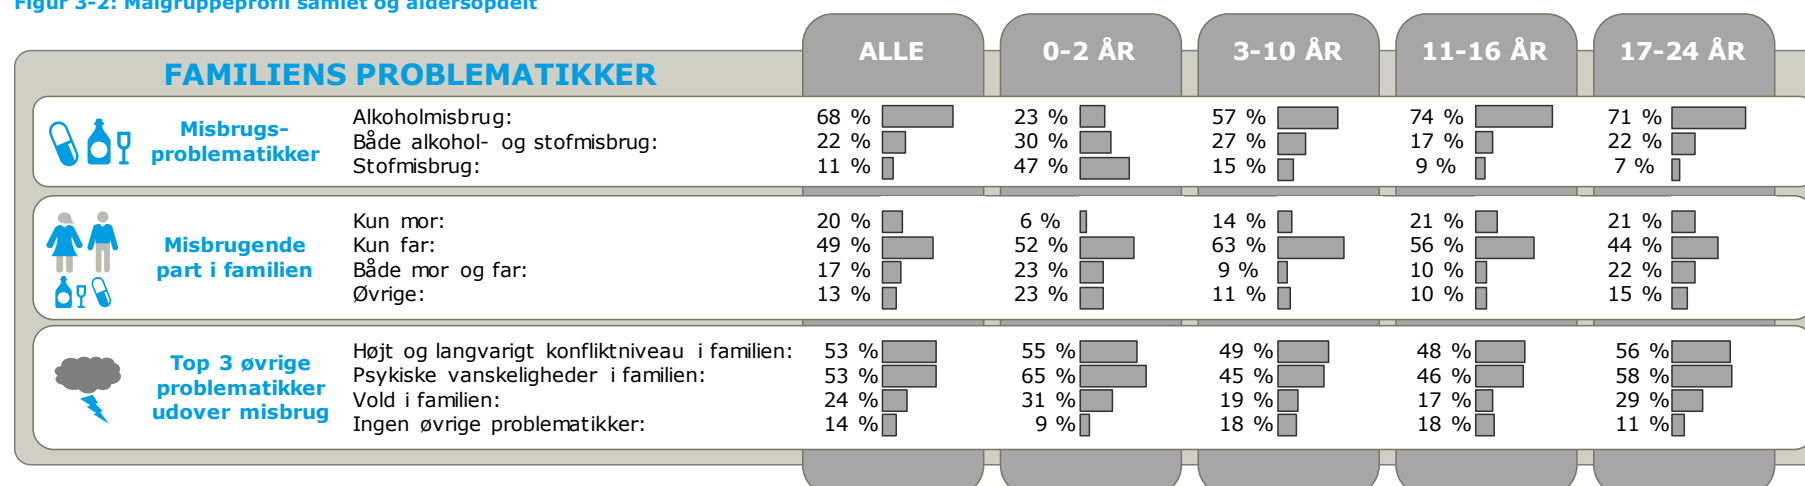 Figur 3-2: Målgruppeprofil samlet og aldersopdelt
ALLE 0-2 ÅR 3-10 ÅR 11-16 ÅR 17-24 ÅR
FAMILIENS PROBLEMATIKKER
Misbrugs-
problematikker
Alkoholmisbrug: 68 % 23 % 57 % 74 % 71 %
Både alkohol- og stofmisbrug: 22 % 30 % 27 % 17 % 22 %
Stofmisbrug: 11 % 47 % 15 % 9 % 7 %
Misbrugende
part i familien
Kun mor: 20 % 6 % 14 % 21 % 21 %
Kun far: 49 % 52 % 63 % 56 % 44 %
Både mor og far: 17 % 23 % 9 % 10 % 22 %
Øvrige: 13 % 23 % 11 % 10 % 15 %
Top 3 øvrige
problematikker
udover misbrug
Højt og langvarigt konfliktniveau i familien: 53 % 55 % 49 % 48 % 56 %
Psykiske vanskeligheder i familien: 53 % 65 % 45 % 46 % 58 %
Vold i familien: 24 % 31 % 19 % 17 % 29 %
Ingen øvrige problematikker: 14 % 9 % 18 % 18 % 11 %